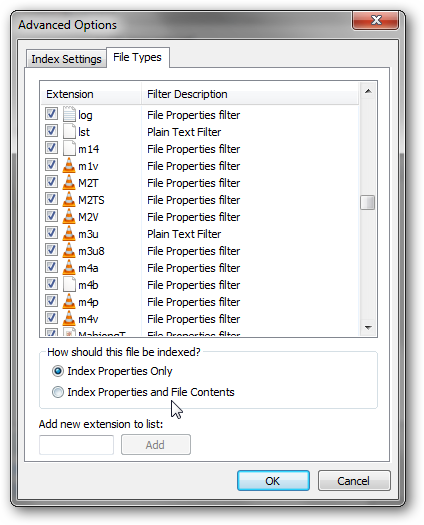 Advanced Options
Index Settings File Types
Extension Filter Description
log File Properties filter
lst Plain Text Filter
m14 File Properties filter
m1v File Properties filter
M2T File Properties filter
M2TS File Properties filter
M2V File Properties filter
m3u Plain Text Filter
m3u8 File Properties filter
m4a File Properties filter
m4b File Properties filter
m4p File Properties filter
m4v File Properties filter
MahjongT File Properties filter
How should this file be indexed?
Index Properties Only
Index Properties and File Contents
Add new extension to list:
Add
OK Cancel